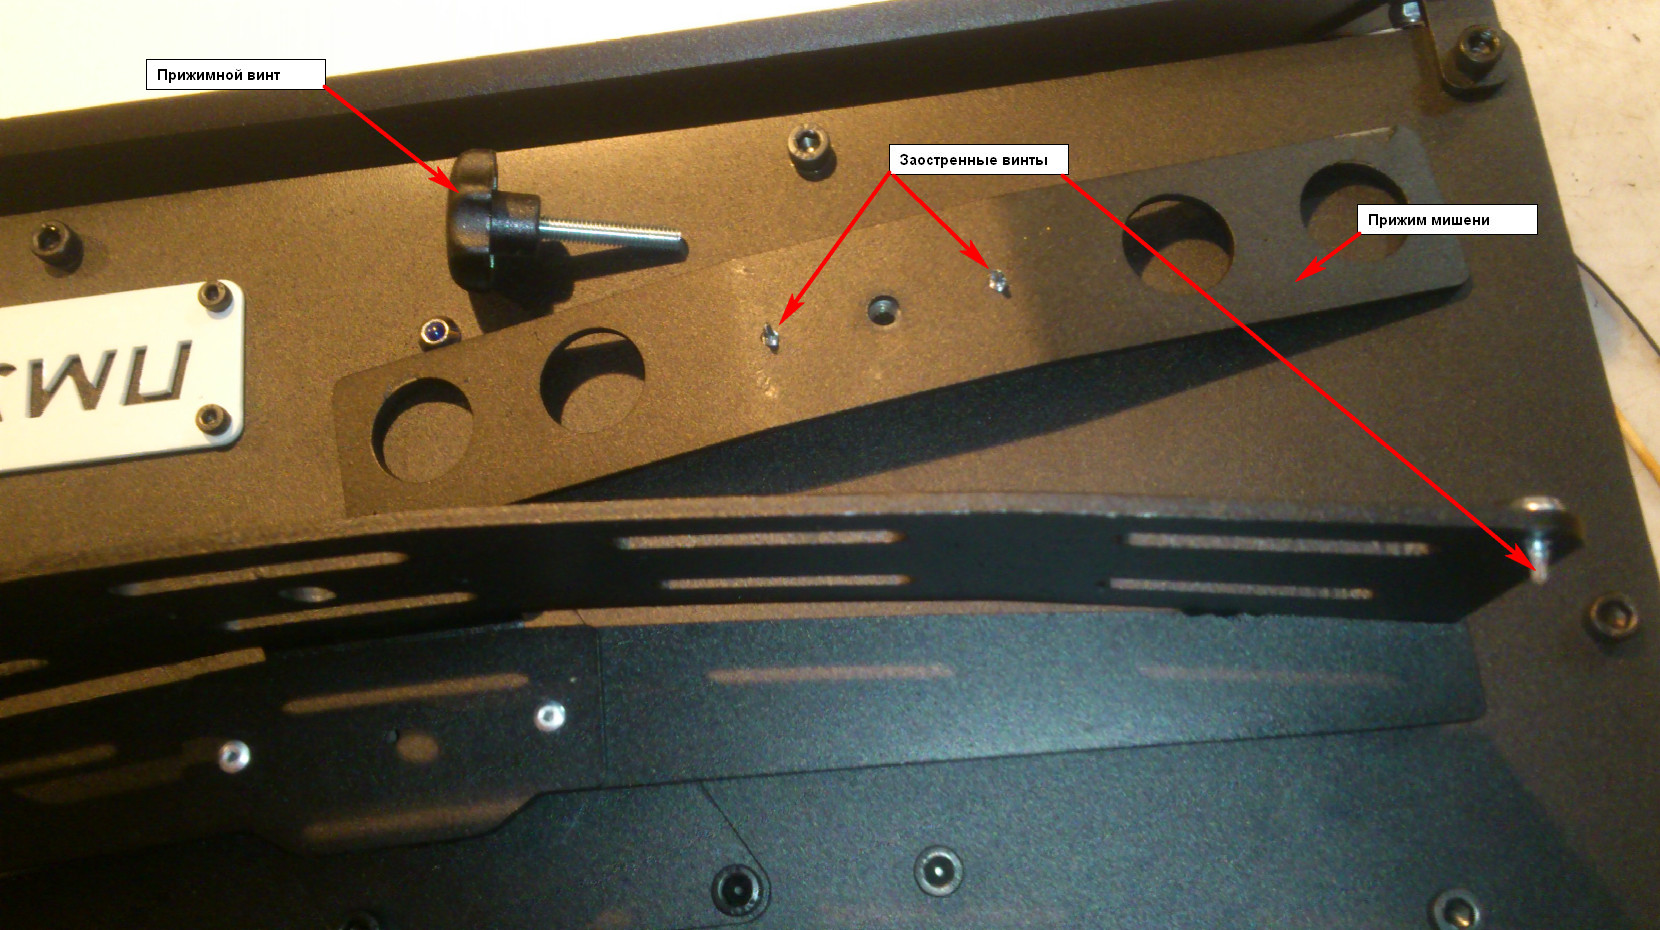 Прижимной винт
Заостренные винты
Прижим мишени